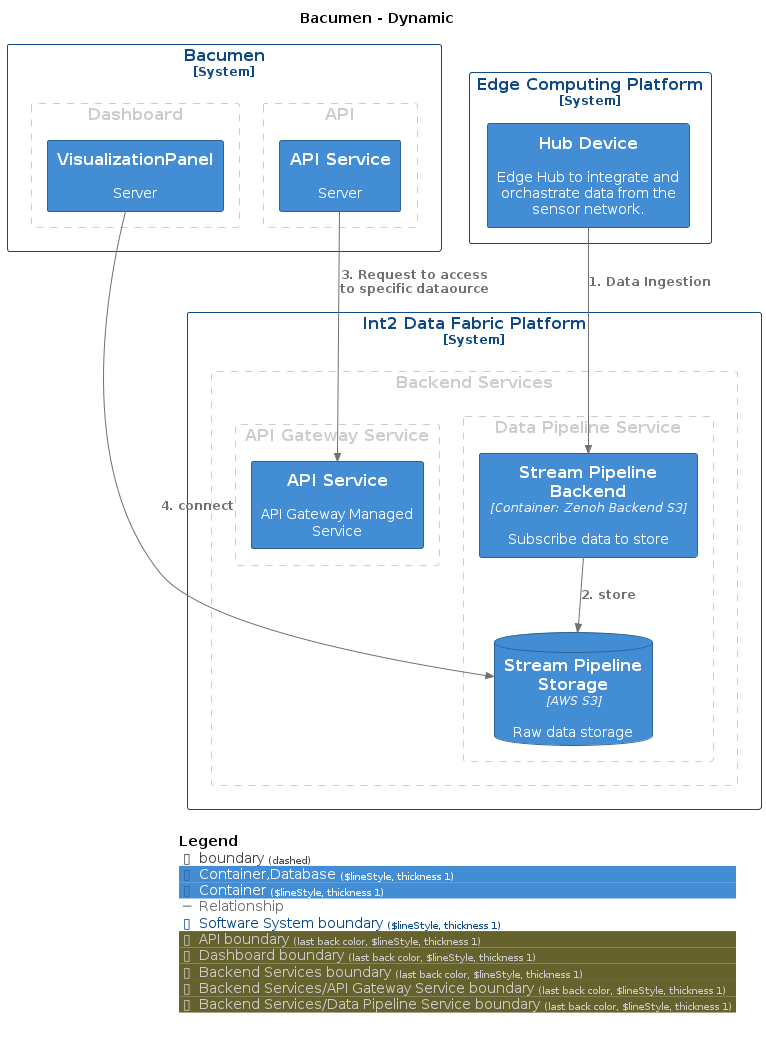 Bacumen - Dynamic
Bacumen
[System]
Dashboard
VisualizationPanel
Server
API
API Service
Server
Edge Computing Platform
[System]
Hub Device
Edge Hub to integrate and
orchastrate data from the
sensor network.
3. Request to access
to specific dataource
1. Data Ingestion
Int2 Data Fabric Platform
[System]
Backend Services
API Gateway Service
API Service
API Gateway Managed
Service
Data Pipeline Service
Stream Pipeline
Backend
[Container: Zenoh Backend S3]
Subscribe data to store
4. connect
2. store
Stream Pipeline
Storage
[AWS S3]
Raw data storage
Legend
boundary (dashed)
Container,Database ($lineStyle, thickness 1)
Container ($lineStyle, thickness 1)
Relationship
Software System boundary ($lineStyle, thickness 1)
API boundary (last back color, $lineStyle, thickness 1)
Dashboard boundary (last back color, $lineStyle, thickness 1)
Backend Services boundary (last back color, $lineStyle, thickness 1)
Backend Services/API Gateway Service boundary (last back color, $lineStyle, thickness 1)
Backend Services/Data Pipeline Service boundary (last back color, $lineStyle, thickness 1)